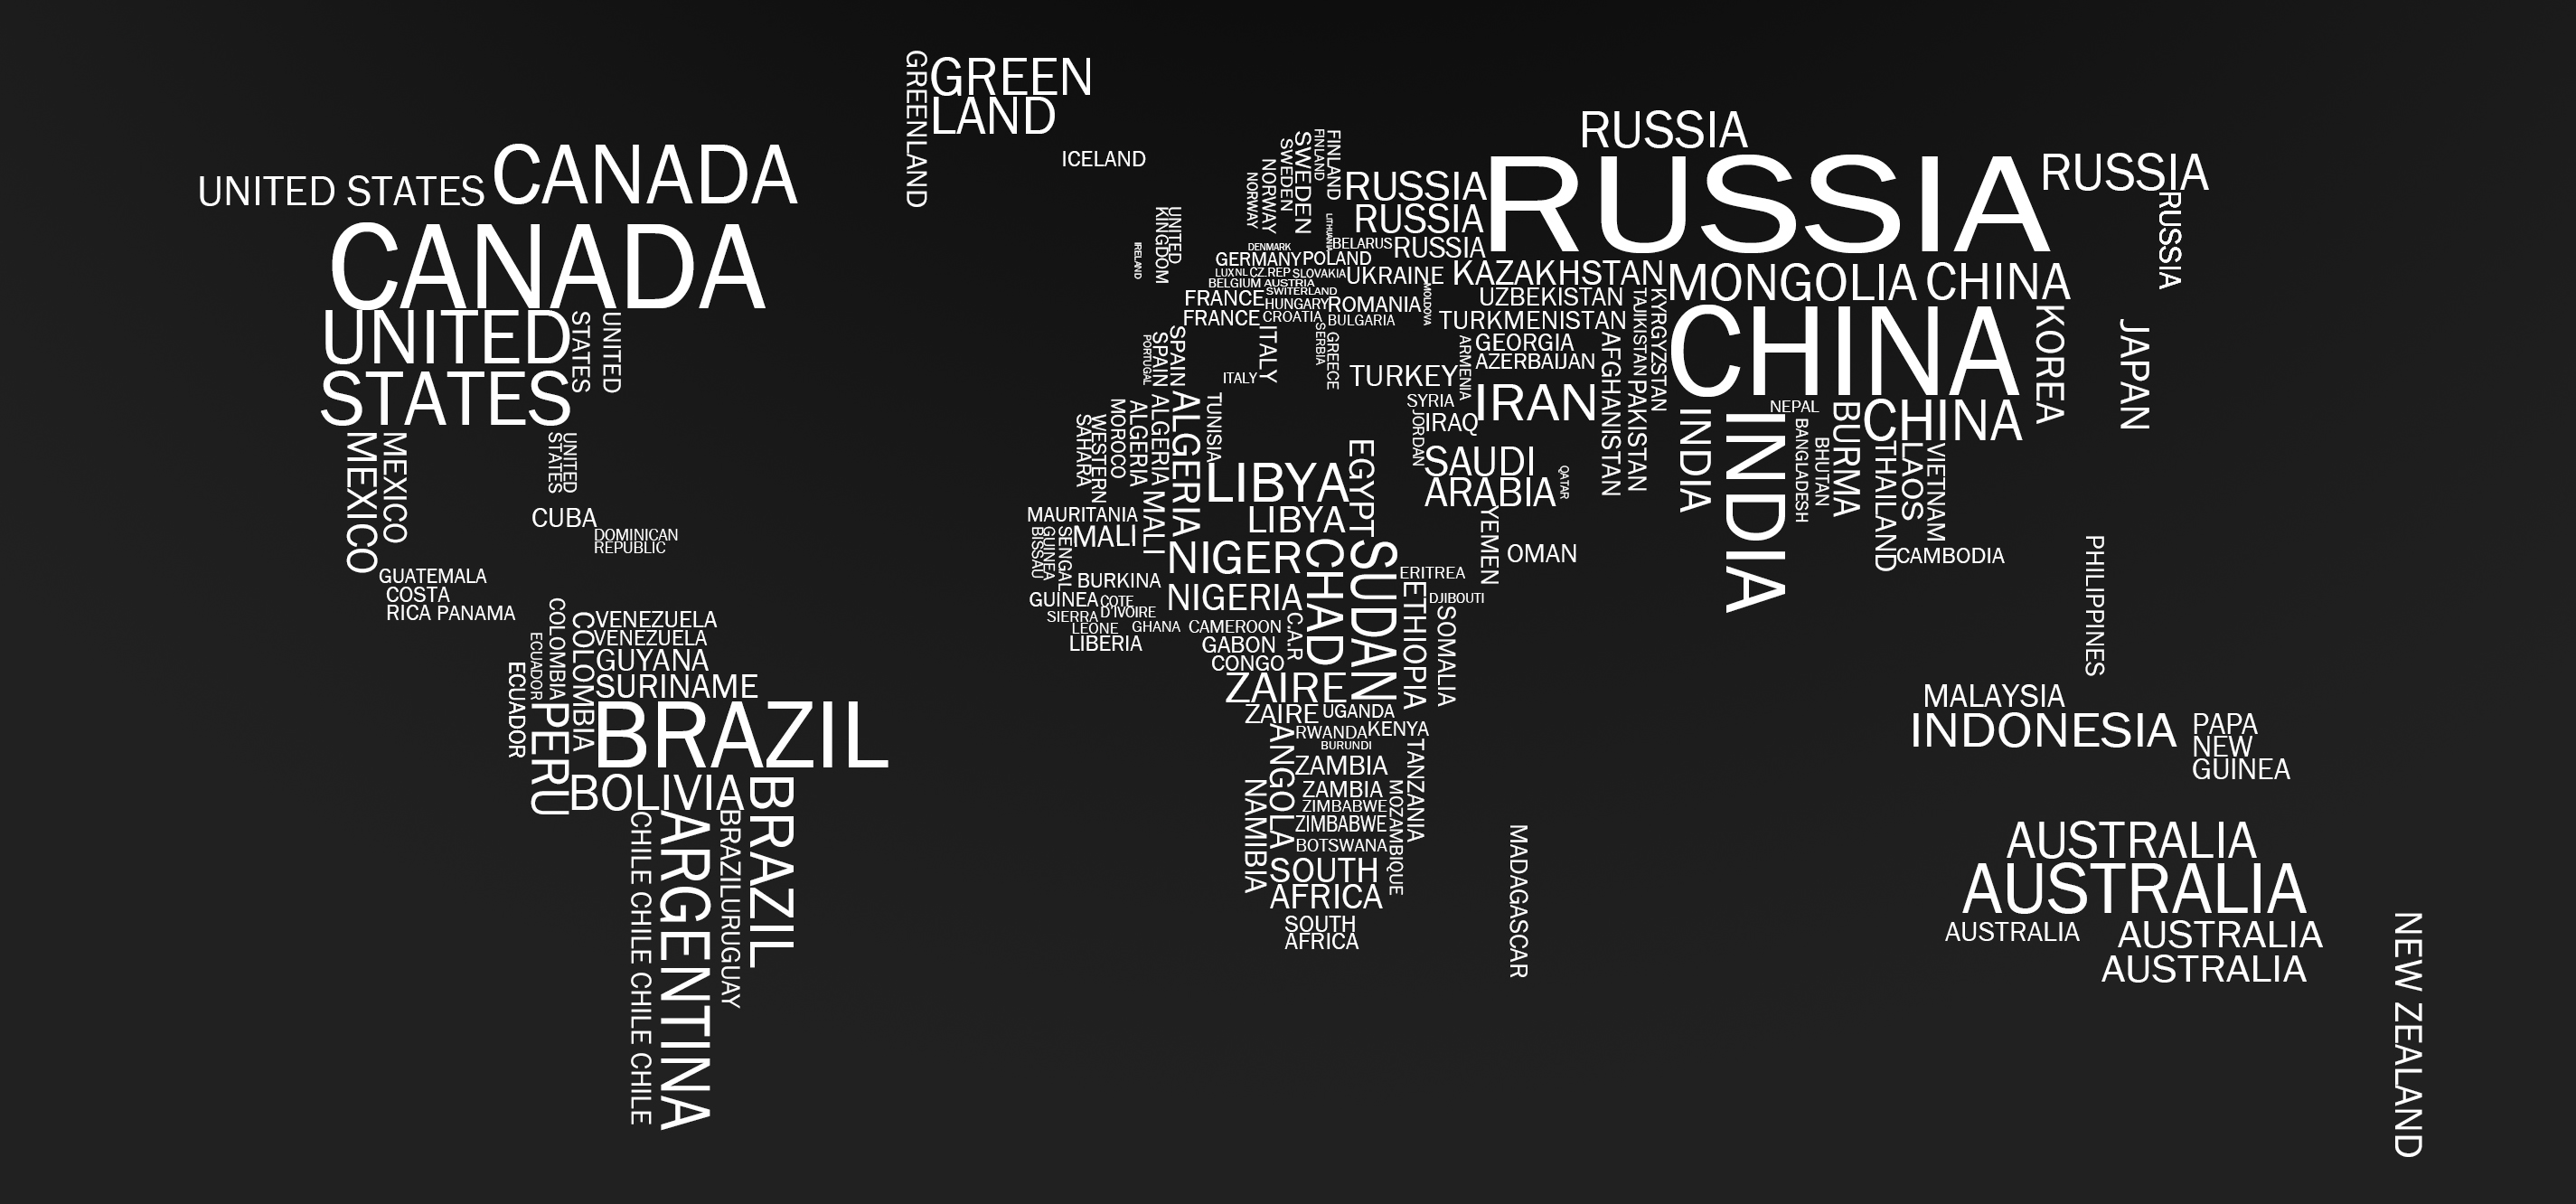 GREENLAND
GREEN
LAND
ICELAND
UNITED STATES
CANADA
CANADA
UNITED
STATES
UNITED
STATES
UNITED
STATES
MEXICO
MEXICO
CUBA
DOMINICAN
REPUBLIC
GUATEMALA
COSTA
RICA PANAMA
COLOMBIA
COLOMBIA
VENEZUELA
VENEZUELA
GUYANA
SURINAME
ECUADOR
ECUADOR
PERU
BRAZIL
BOLIVIA
BRAZIL
BRAZIL
URUGUAY
ARGENTINA
CHILE CHILE CHILE CHILE
UNITED
KINGDOM
IRELAND
NORWAY
NORWAY
SWEDEN
SWEDEN
FINLAND
FINLAND
LITHUANIA
DENMARK
GERMANY
POLAND
BELARUS
LUX
NL
CZ.REP
SLOVAKIA
UKRAINE
BELGIUM
AUSTRIA
SWITERLAND
FRANCE
HUNGARY
ROMANIA
MOLDOVA
FRANCE
CROATIA
BULGARIA
SPAIN
SPAIN
PORTUGAL
ITALY
ITALY
SERBIA
GREECE
RUSSIA
RUSSIA
RUSSIA
RUSSIA
RUSSIA
RUSSIA
RUSSIA
KAZAKHSTAN
MONGOLIA
CHINA
UZBEKISTAN
TURKMENISTAN
TAJIKISTAN
KYRGYZSTAN
CHINA
KOREA
JAPAN
TURKEY
ARMENIA
GEORGIA
AZERBAIJAN
AFGHANISTAN
PAKISTAN
SYRIA
JORDAN
IRAQ
IRAN
SAUDI
ARABIA
QATAR
YEMEN
OMAN
INDIA
INDIA
NEPAL
BANGLADESH
BHUTAN
BURMA
CHINA
THAILAND
LAOS
VIETNAM
CAMBODIA
PHILIPPINES
MALAYSIA
INDONESIA
PAPA
NEW
GUINEA
AUSTRALIA
AUSTRALIA
AUSTRALIA
AUSTRALIA
AUSTRALIA
NEW ZEALAND
WESTERN
SAHARA
MOROCO
ALGERIA
ALGERIA
ALGERIA
TUNISIA
LIBYA
LIBYA
EGYPT
MAURITANIA
MALI
MALI
SENGAL
GUINEA
BISSAU
BURKINA
GUINEA
COTE
D'IVOIRE
SIERRA
LEONE
LIBERIA
GHANA
NIGER
NIGERIA
CHAD
SUDAN
ERITREA
DJIBOUTI
ETHIOPIA
SOMALIA
CAMEROON
C.A.R
GABON
CONGO
ZAIRE
ZAIRE
UGANDA
RWANDA
KENYA
BURUNDI
TANZANIA
ANGOLA
ZAMBIA
ZAMBIA
ZIMBABWE
ZIMBABWE
MOZAMBIQUE
NAMIBIA
BOTSWANA
SOUTH
AFRICA
SOUTH
AFRICA
MADAGASCAR